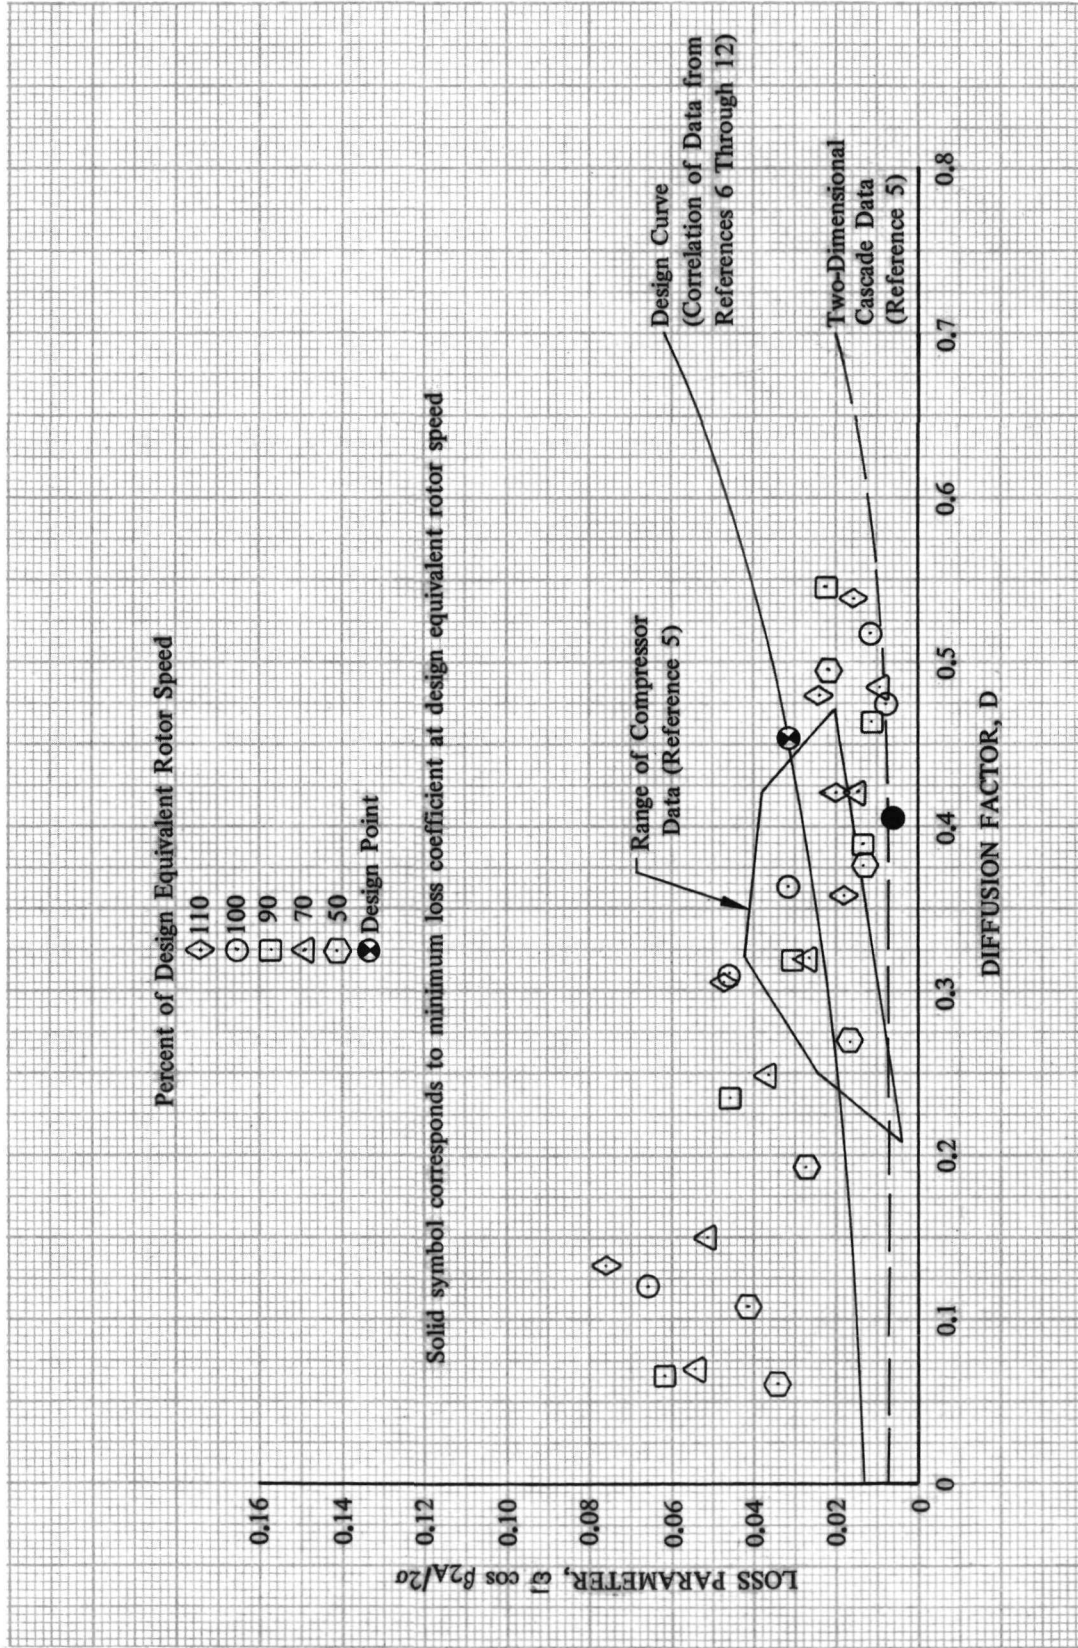 Percent of Design Equivalent Rotor Speed
110
100
90
70
50
Design Point
Solid symbol corresponds to minimum loss coefficient at design equivalent rotor speed
Range of Compressor
Data (Reference 5)
Design Curve
(Correlation of Data from
References 6 Through 12)
Two-Dimensional
Cascade Data
(Reference 5)
LOSS PARAMETER, ω̄ cos β2A/2σ
0.16
0.14
0.12
0.10
0.08
0.06
0.04
0.02
0
0 0.1 0.2 0.3 0.4 0.5 0.6 0.7 0.8
DIFFUSION FACTOR, D